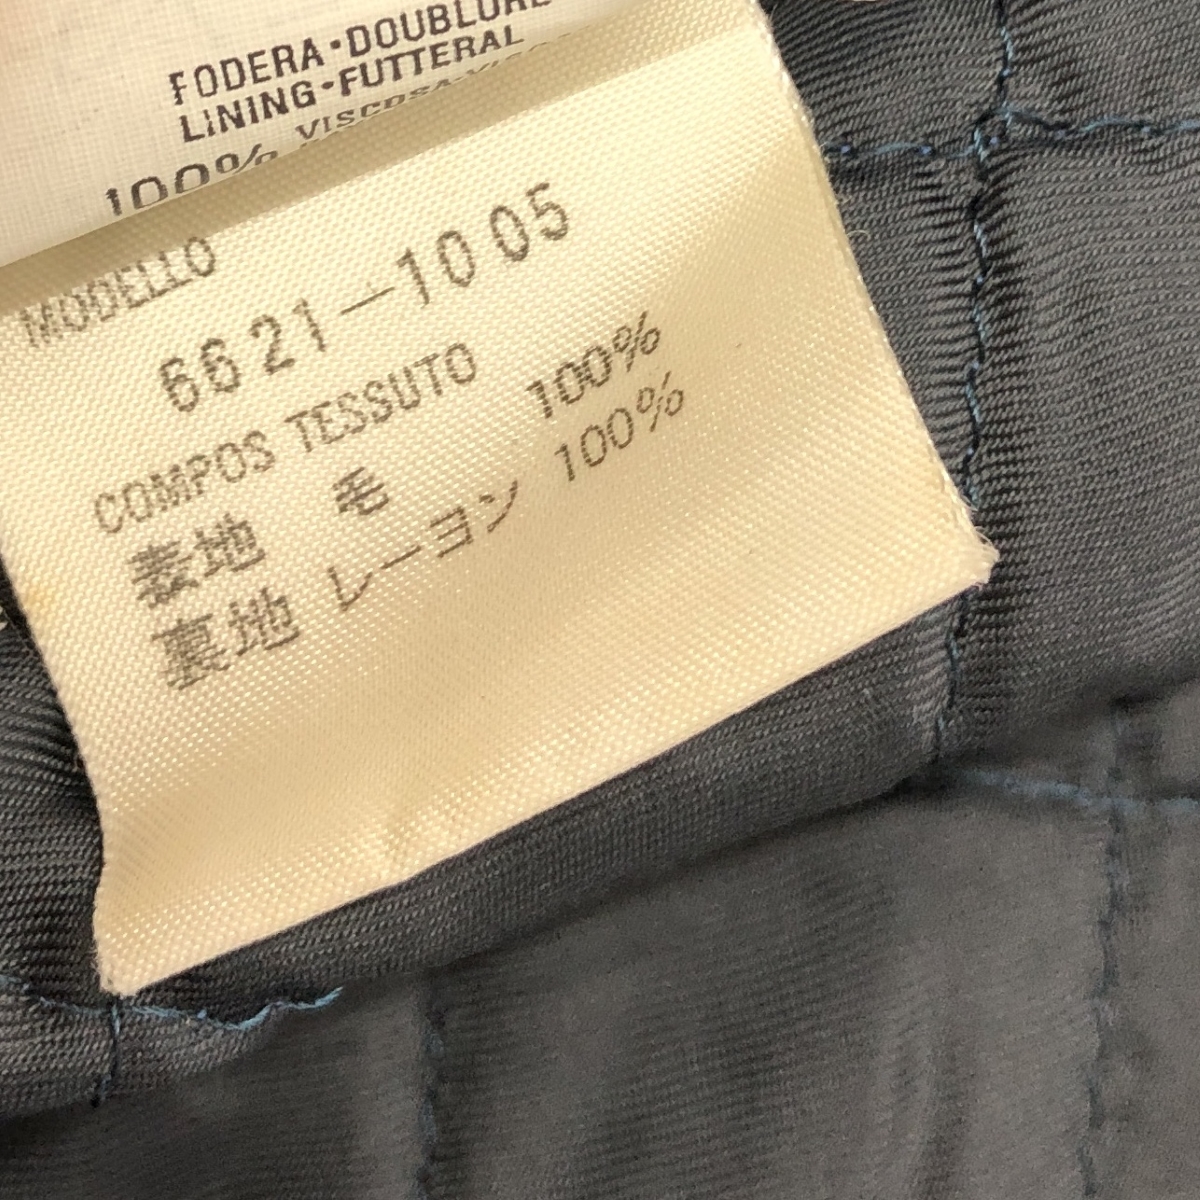 FODERA·DOUBLURE
LINING·FUTTERAL
100% VISCOSA
MODELLO
6621-1005
COMPOS TESSUTO
表地 毛 100%
裏地 レーヨン 100%